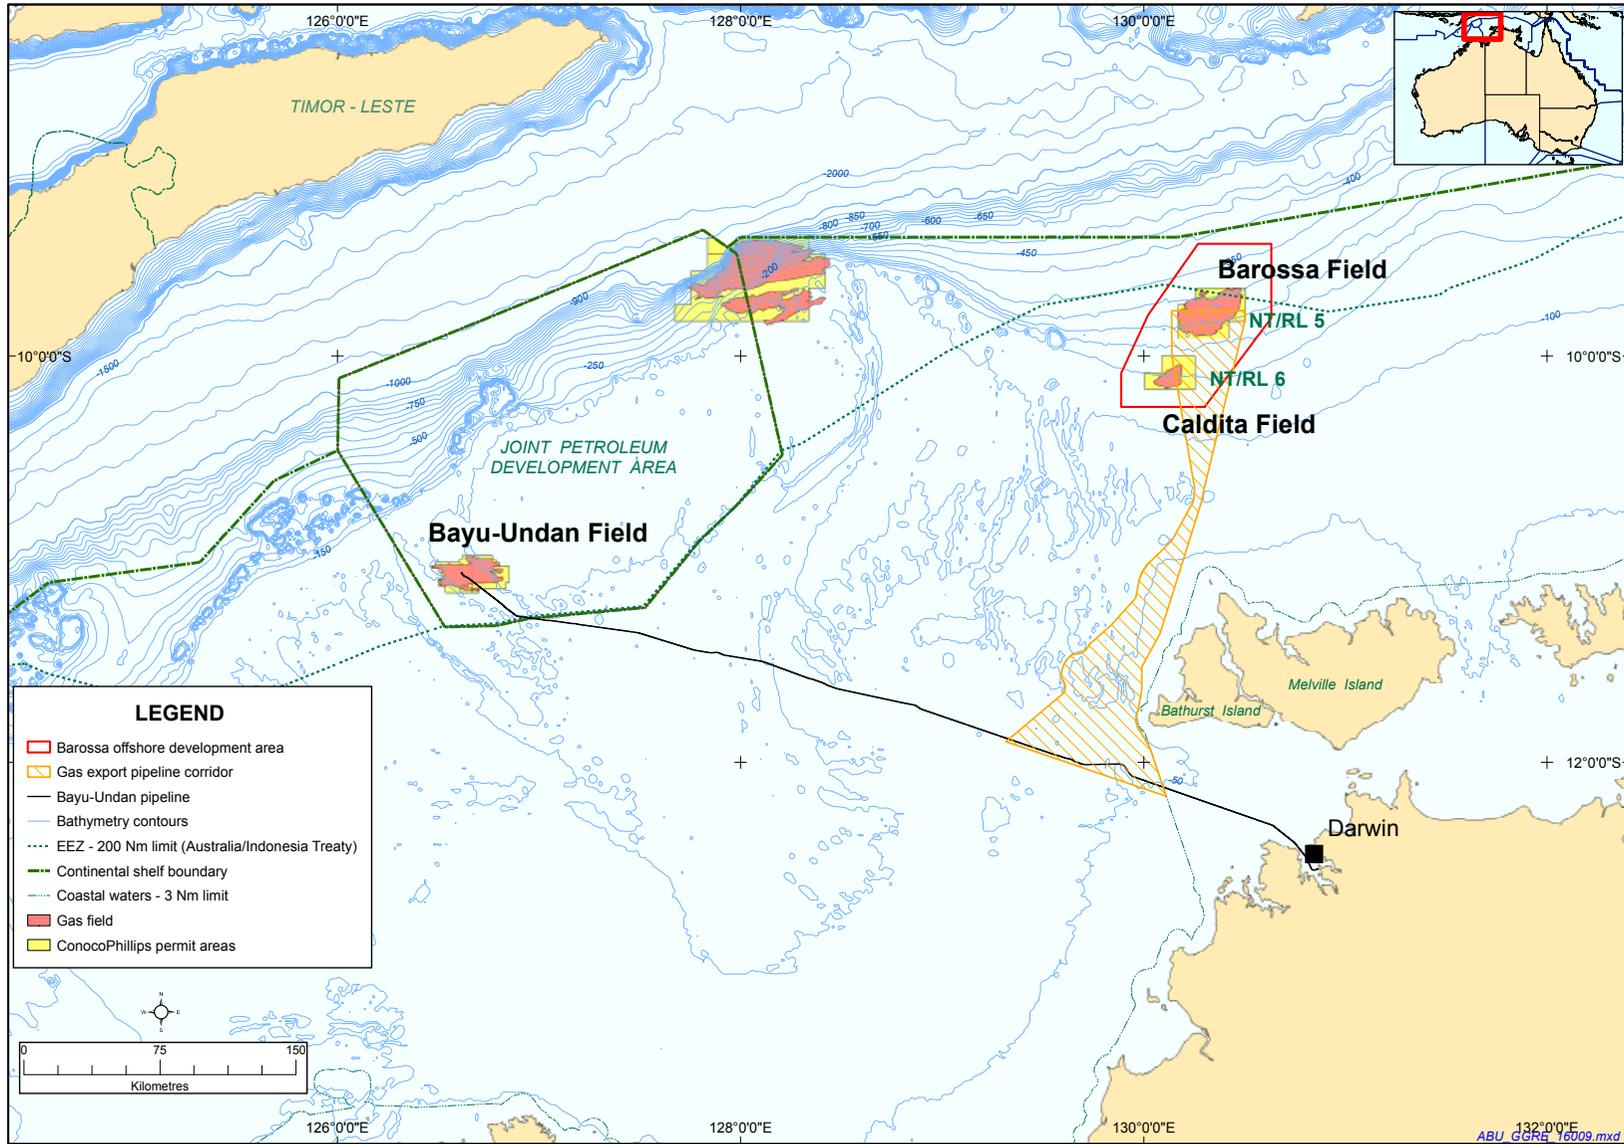 126°0'0"E
128°0'0"E
130°0'0"E
TIMOR - LESTE
-2000
-400
-850
-650
-800
-600
-700
-550
-450
-200
Barossa Field
-900
NT/RL 5
-100
10°0'0"S
10°0'0"S
-1500
-250
-1000
NT/RL 6
-750
Caldita Field
-500
JOINT PETROLEUM
DEVELOPMENT AREA
Bayu-Undan Field
-150
Melville Island
Bathurst Island
12°0'0"S
-50
LEGEND
Barossa offshore development area
Gas export pipeline corridor
Bayu-Undan pipeline
Bathymetry contours
EEZ - 200 Nm limit (Australia/Indonesia Treaty)
Continental shelf boundary
Coastal waters - 3 Nm limit
Gas field
ConocoPhillips permit areas
Darwin
N
W
E
S
0
75
150
Kilometres
126°0'0"E
128°0'0"E
130°0'0"E
132°0'0"E
ABU_GGRE_16009.mxd